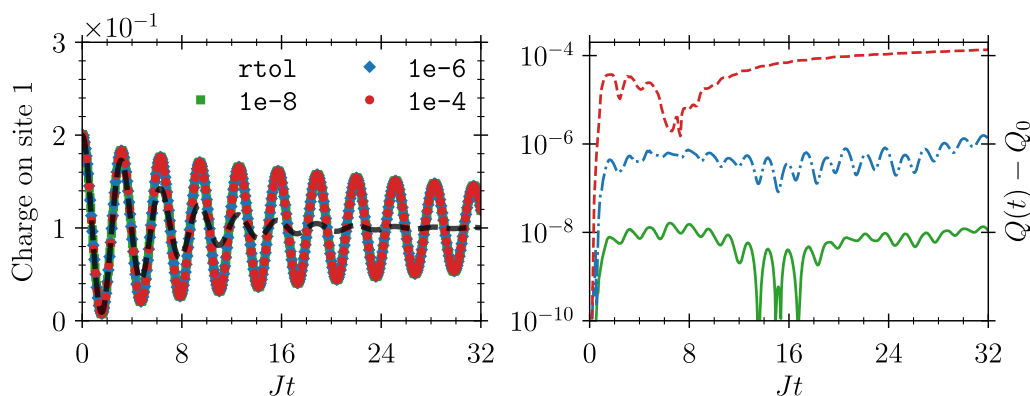 ×10⁻¹
Charge on site 1
3
2
1
0
rtol
1e-8
1e-6
1e-4
0 8 16 24 32
Jt
10⁻⁴
10⁻⁶
10⁻⁸
10⁻¹⁰
0 8 16 24 32
Jt
Q(t) − Q₀